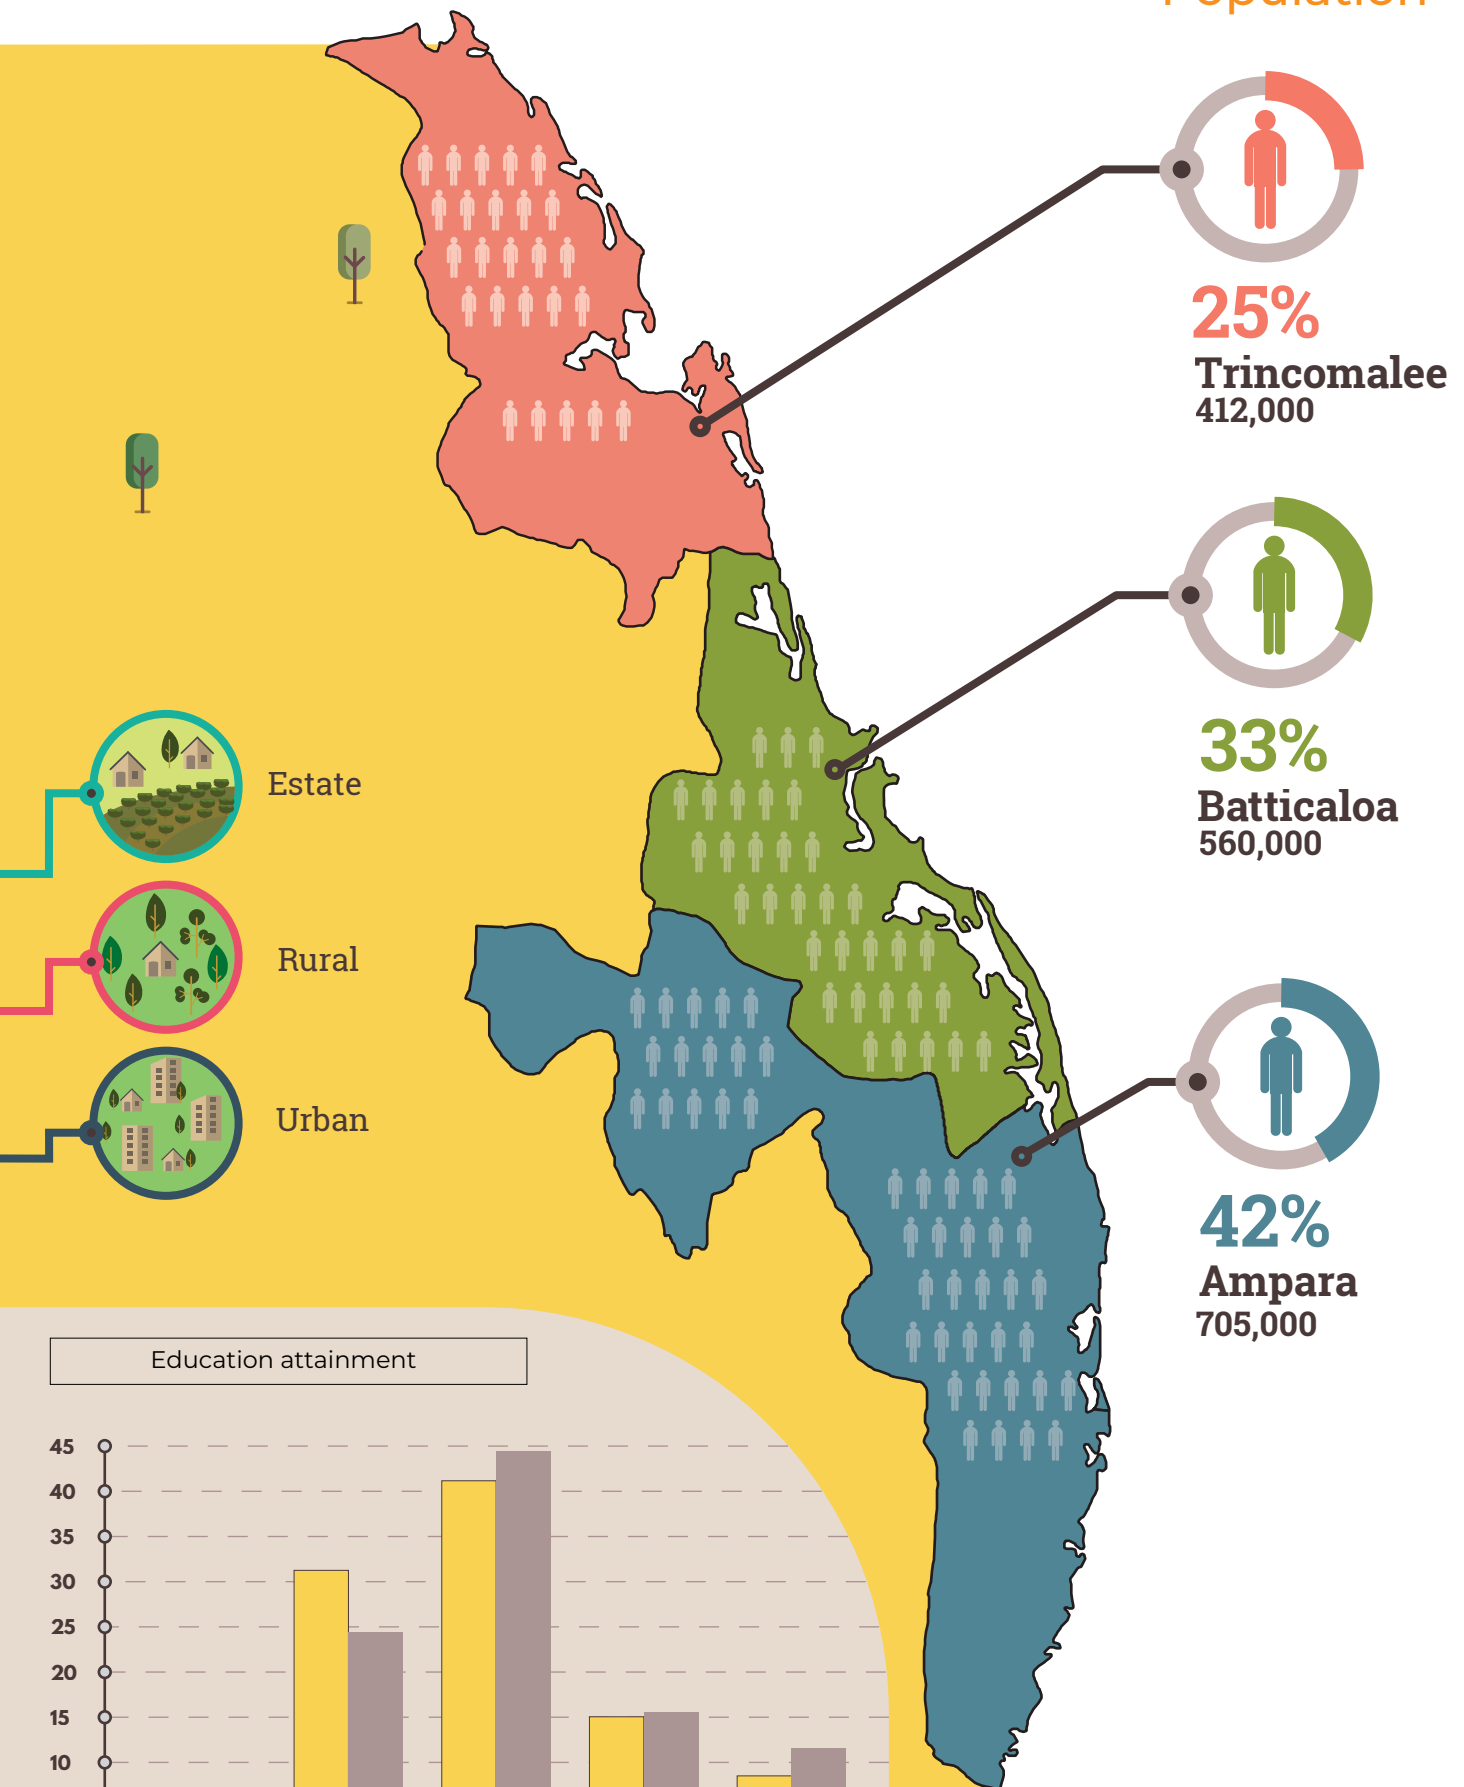 Population
25%
Trincomalee
412,000
33%
Batticaloa
560,000
Estate
Rural
Urban
42%
Ampara
705,000
Education attainment
45
40
35
30
25
20
15
10